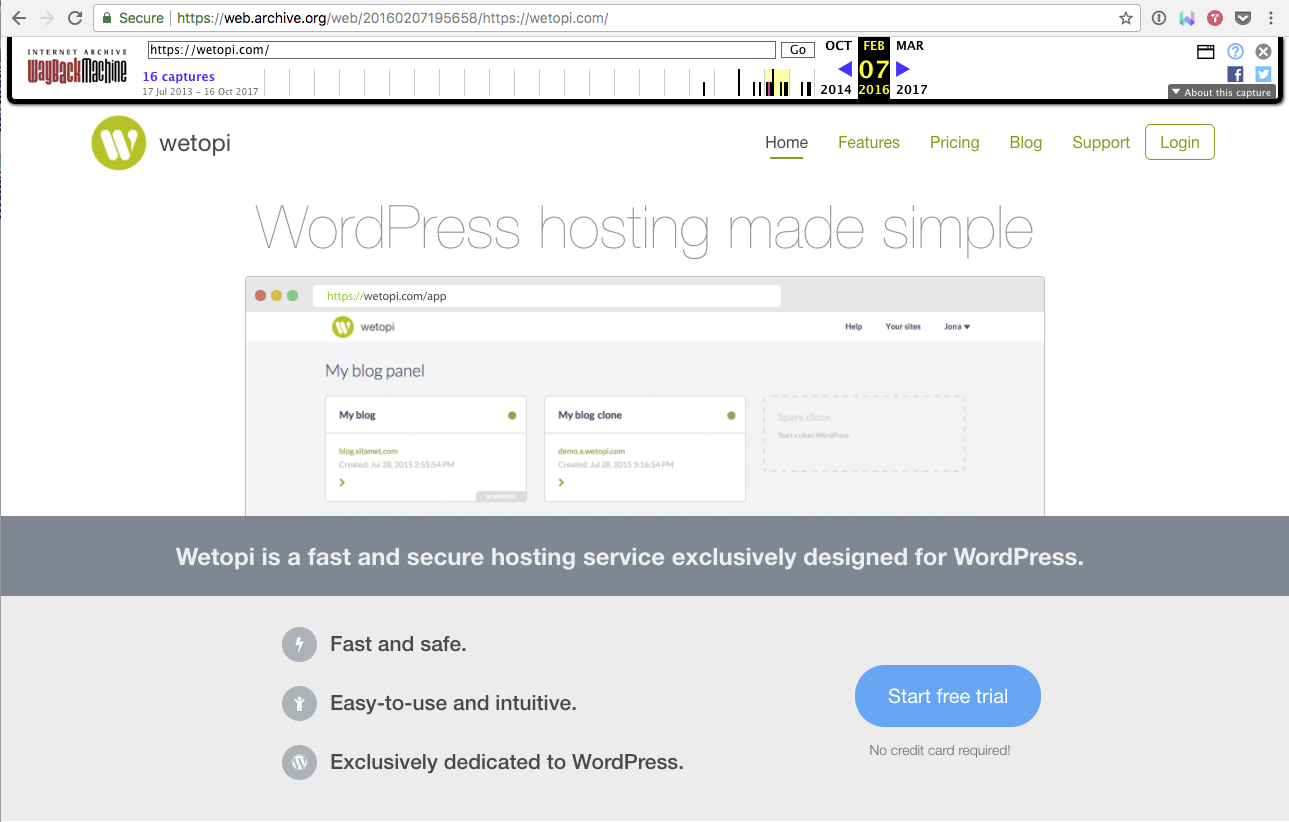 Secure
https://web.archive.org/web/20160207195658/https://wetopi.com/
INTERNET ARCHIVE
WayBackMachine
https://wetopi.com/
Go
OCT FEB MAR
16 captures
07
17 Jul 2013 – 16 Oct 2017
2014 2016 2017
About this capture
wetopi
Home Features Pricing Blog Support Login
WordPress hosting made simple
https://wetopi.com/app
wetopi
Help Your sites Jona
My blog panel
My blog
My blog clone
Spare clone
Start a clean WordPress
blog.sitamet.com
Created: Jul 28, 2015 2:55:54 PM
production
demo.a.wetopi.com
Created: Jul 28, 2015 3:16:54 PM
Wetopi is a fast and secure hosting service exclusively designed for WordPress.
Fast and safe.
Easy-to-use and intuitive.
Exclusively dedicated to WordPress.
Start free trial
No credit card required!